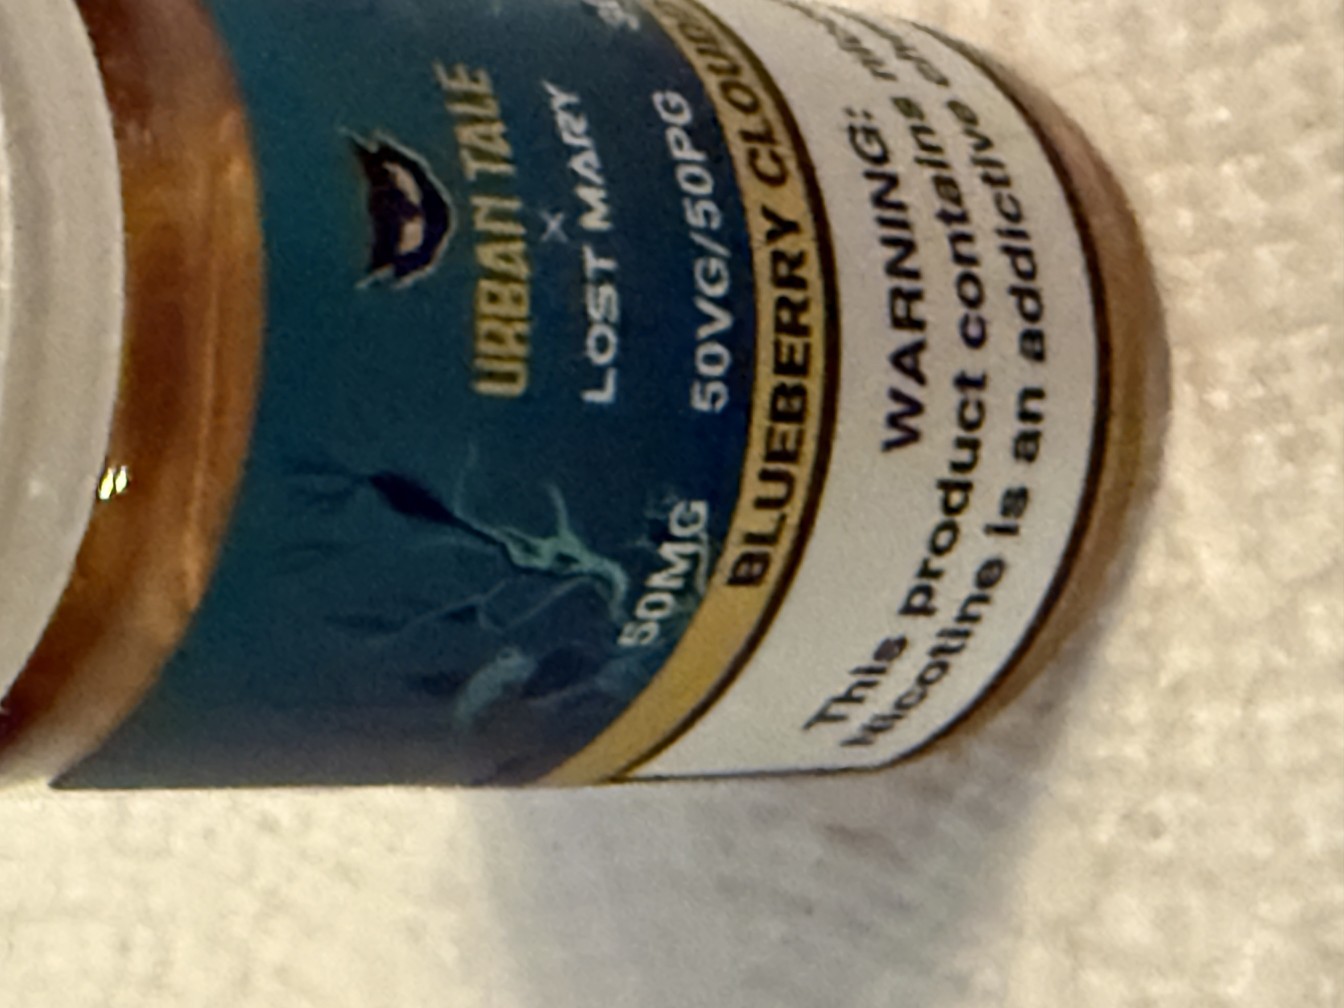 URBAN TALE
X
LOST MARY
50MG 50VG/50PG
BLUEBERRY CLOUD
WARNING:
This product contains
Nicotine is an addictive